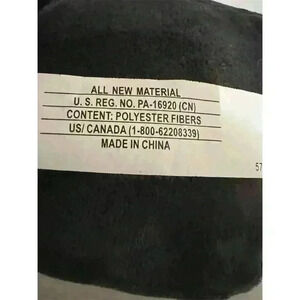 ALL NEW MATERIAL
U. S. REG. NO. PA-16920 (CN)
CONTENT: POLYESTER FIBERS
US/ CANADA (1-800-62208339)
MADE IN CHINA
57